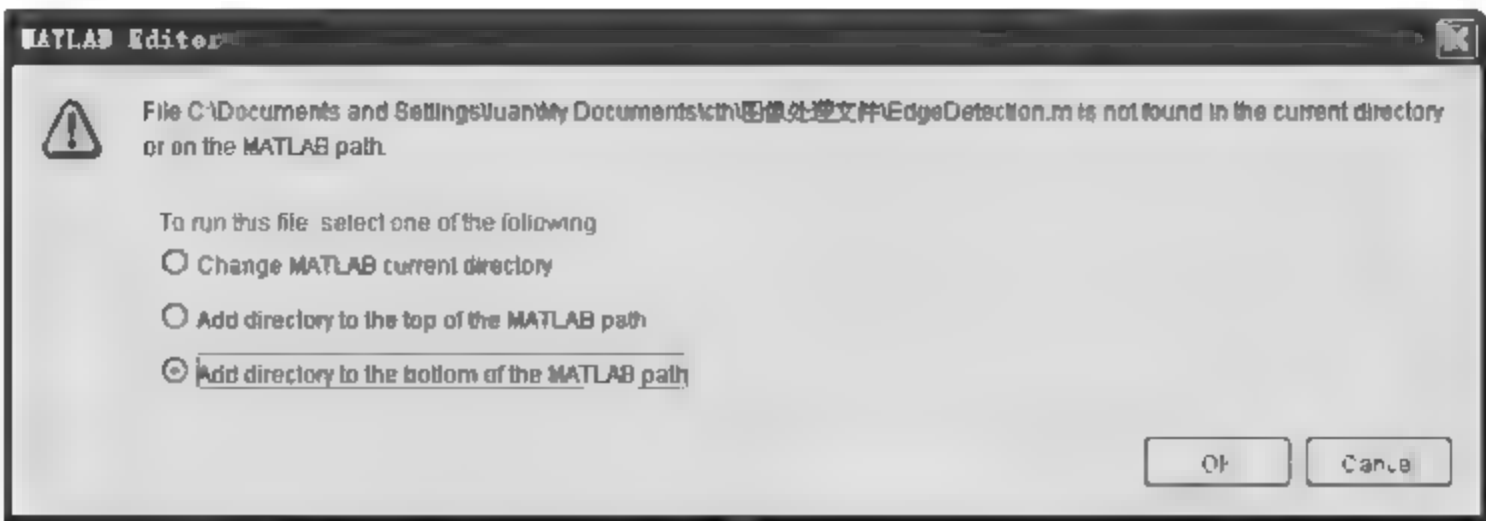 MATLAB Editor
File C:\Documents and Settings\luan\My Documents\cth\图像处理文件\EdgeDetection.m is not found in the current directory
or on the MATLAB path.
To run this file select one of the following
Change MATLAB current directory
Add directory to the top of the MATLAB path
Add directory to the bottom of the MATLAB path
OK
Cancel